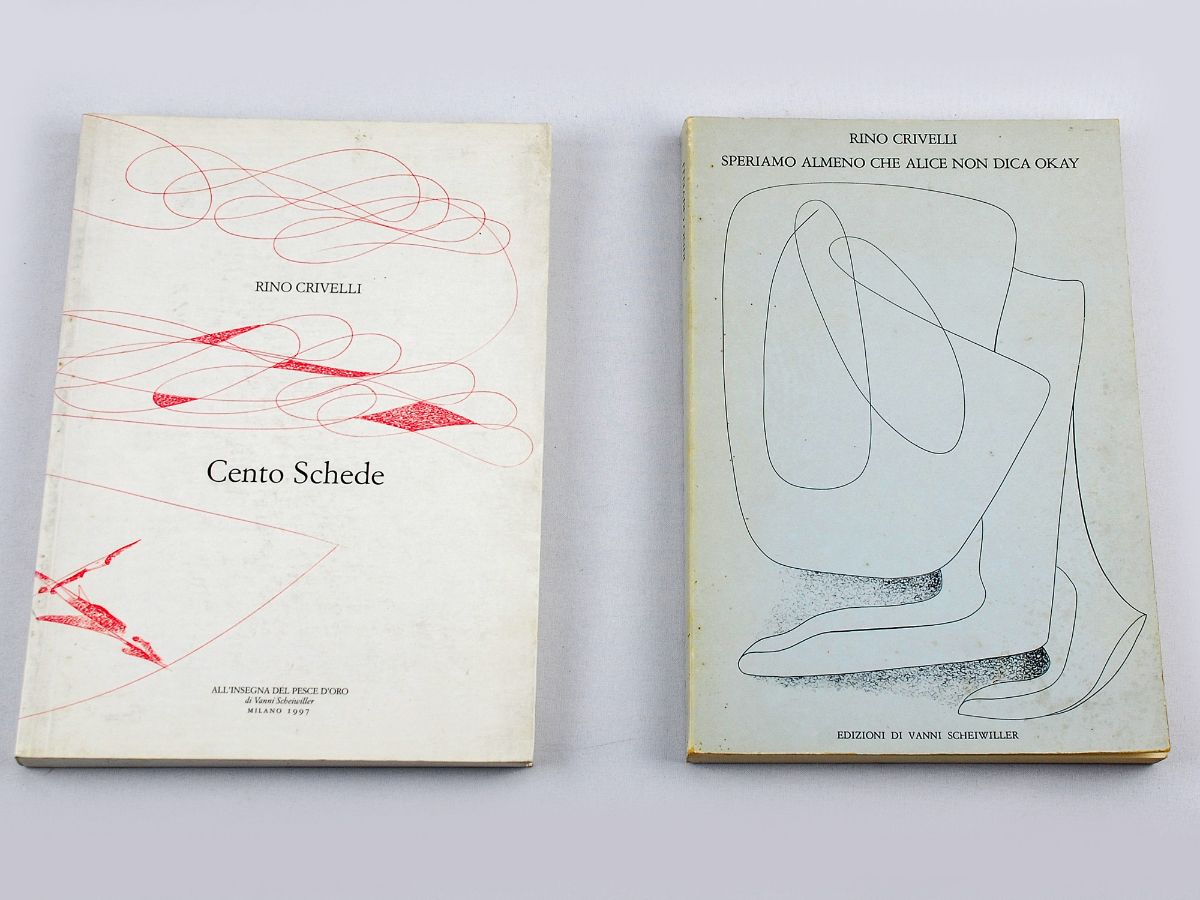 RINO CRIVELLI
Cento Schede
ALL'INSEGNA DEL PESCE D'ORO
di Vanni Scheiwiller
MILANO 1997
RINO CRIVELLI
SPERIAMO ALMENO CHE ALICE NON DICA OKAY
EDIZIONI DI VANNI SCHEIWILLER